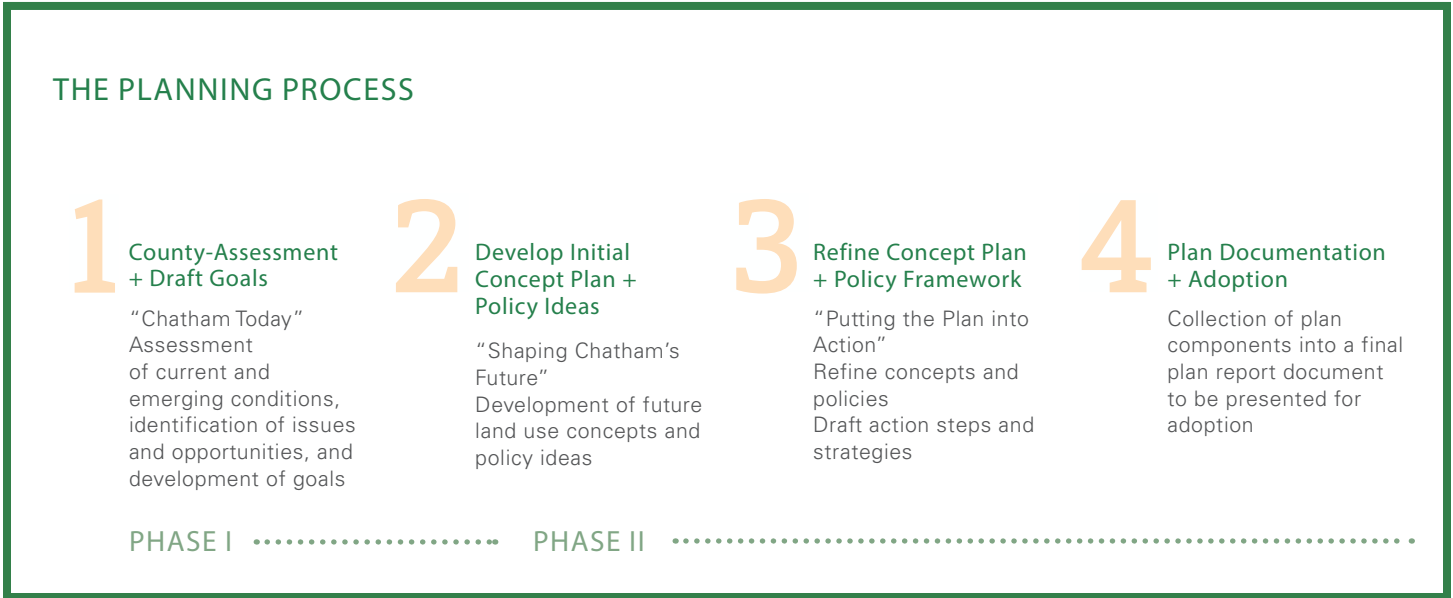 THE PLANNING PROCESS
1
County-Assessment
+ Draft Goals
“Chatham Today”
Assessment
of current and
emerging conditions,
identification of issues
and opportunities, and
development of goals
2
Develop Initial
Concept Plan +
Policy Ideas
“Shaping Chatham’s
Future”
Development of future
land use concepts and
policy ideas
3
Refine Concept Plan
+ Policy Framework
“Putting the Plan into
Action”
Refine concepts and
policies
Draft action steps and
strategies
4
Plan Documentation
+ Adoption
Collection of plan
components into a final
plan report document
to be presented for
adoption
PHASE I
PHASE II